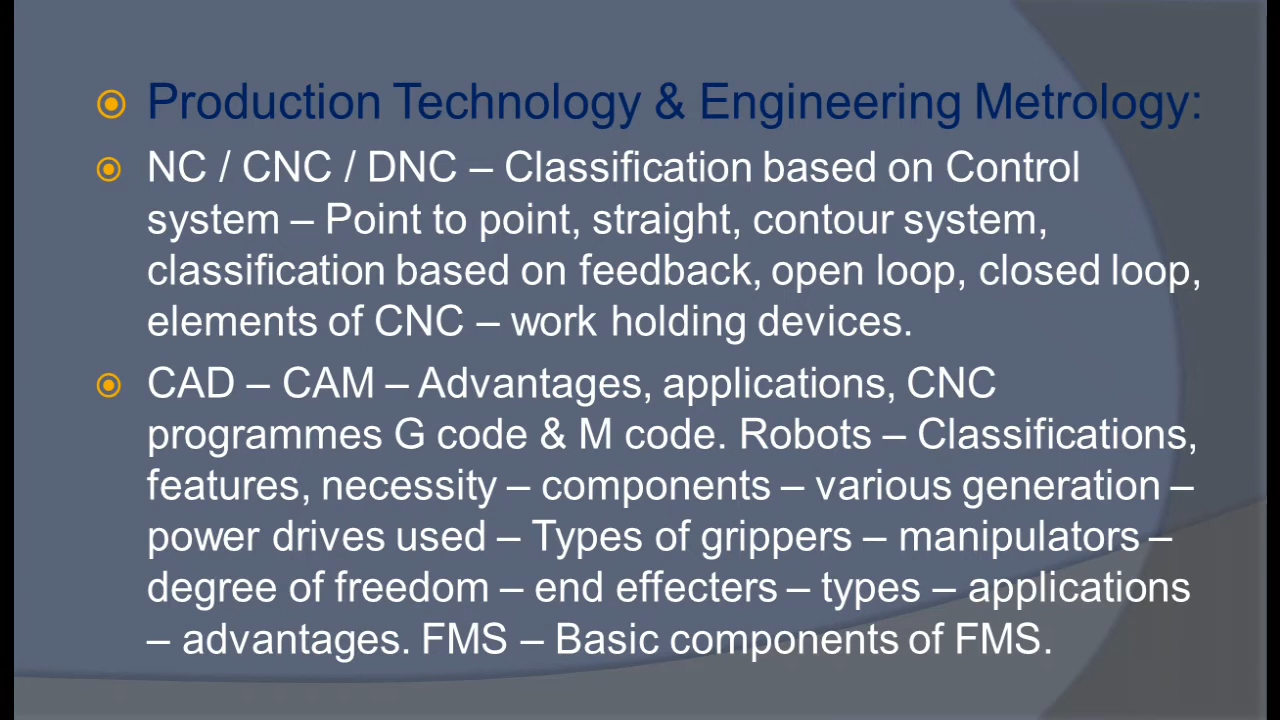 Production Technology & Engineering Metrology:
NC / CNC / DNC – Classification based on Control
system – Point to point, straight, contour system,
classification based on feedback, open loop, closed loop,
elements of CNC – work holding devices.
CAD – CAM – Advantages, applications, CNC
programmes G code & M code. Robots – Classifications,
features, necessity – components – various generation –
power drives used – Types of grippers – manipulators –
degree of freedom – end effecters – types – applications
– advantages. FMS – Basic components of FMS.